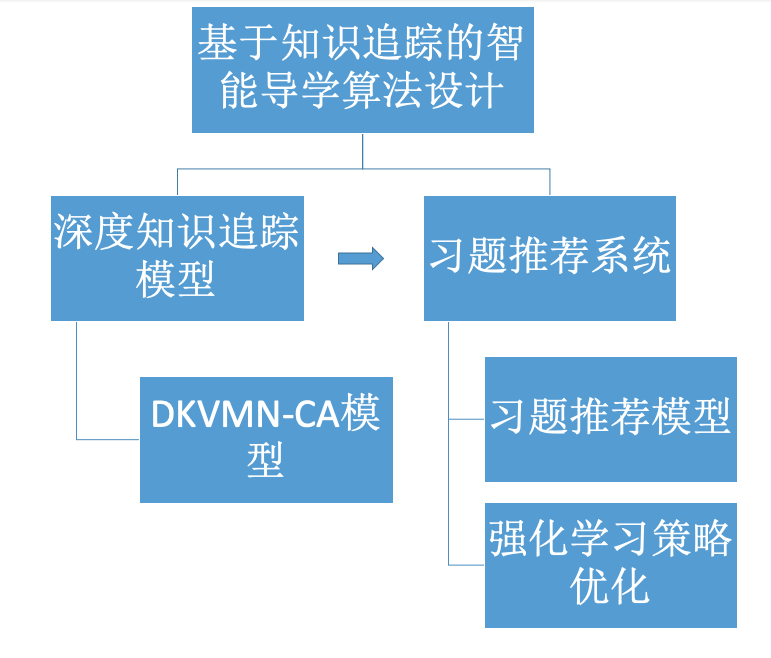 基于知识追踪的智
能导学算法设计
深度知识追踪
模型
习题推荐系统
DKVMN-CA模
型
习题推荐模型
强化学习策略
优化